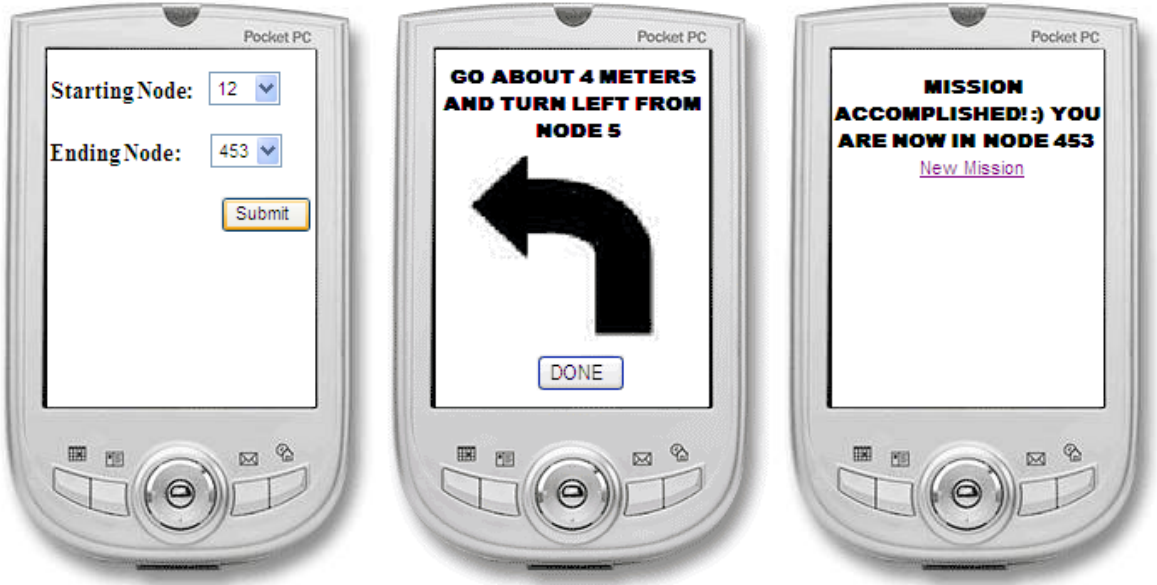 Pocket PC
Starting Node: 12
Ending Node: 453
Submit
Pocket PC
GO ABOUT 4 METERS
AND TURN LEFT FROM
NODE 5
DONE
Pocket PC
MISSION
ACCOMPLISHED! :) YOU
ARE NOW IN NODE 453
New Mission